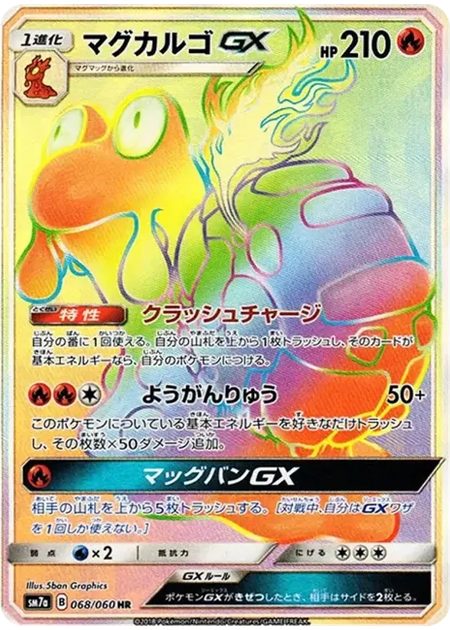 1進化 マグカルゴGX HP210
マグマッグから進化
とくせい
特性 クラッシュチャージ
自分の番に1回使える。自分の山札を上から1枚トラッシュし、そのカードが
基本エネルギーなら、自分のポケモンにつける。
ようがんりゅう 50+
このポケモンについている基本エネルギーを好きなだけトラッシュ
し、その枚数×50ダメージ追加。
マッグバンGX
相手の山札を上から5枚トラッシュする。[対戦中、自分はGXワザ
を1回しか使えない。]
弱点 ×2 抵抗力 にげる
GXルール
ポケモンGXがきぜつしたとき、相手はサイドを2枚とる。
Illus. 5ban Graphics
sm7a B 068/060 HR
©2018 Pokémon/Nintendo/Creatures/GAME FREAK.